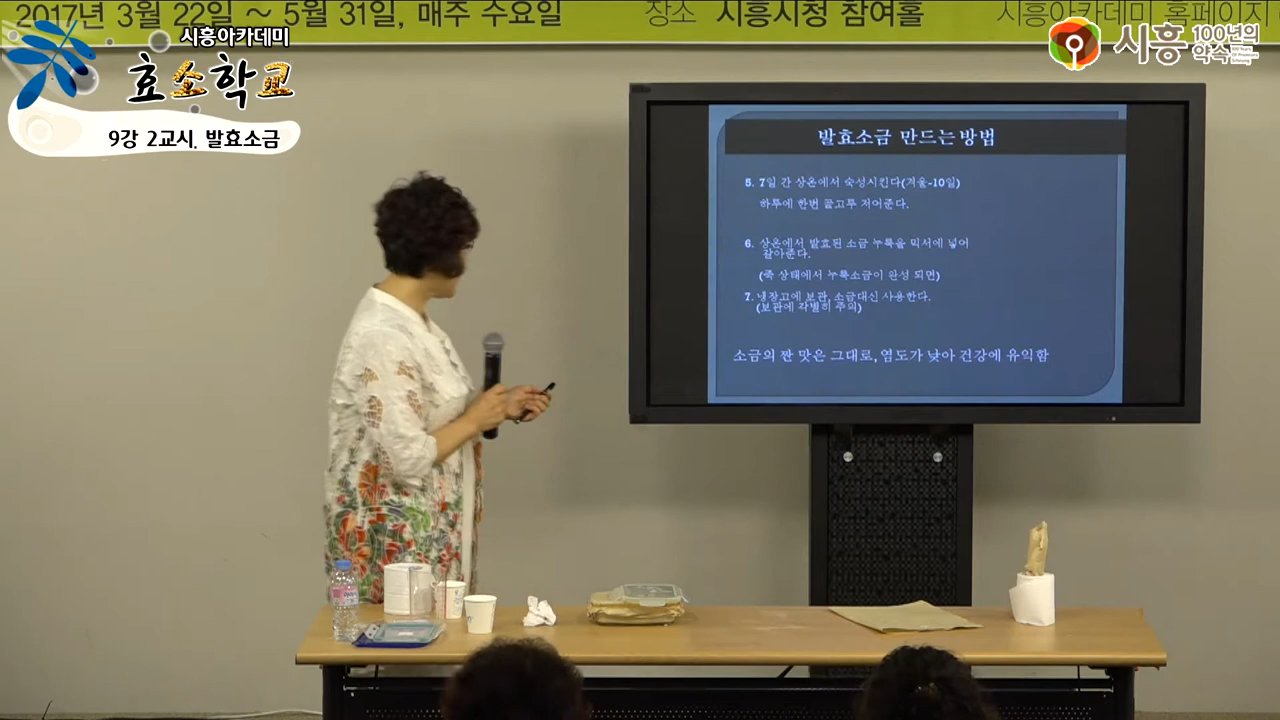 2017년 3월 22일 ~ 5월 31일, 매주 수요일
장소 시흥시청 참여홀
시흥아카데미 홈페이지
시흥아카데미
효소학교
9강 2교시. 발효소금
시흥 100년의 약속
발효소금 만드는 방법
5. 7일 간 상온에서 숙성시킨다(겨울-10일)
하루에 한번 골고루 저어준다.
6. 상온에서 발효된 소금 누룩을 믹서에 넣어
갈아준다.
(죽 상태에서 누룩소금이 완성 되면)
7. 냉장고에 보관, 소금대신 사용한다.
(보관에 각별히 주의)
소금의 짠 맛은 그대로, 염도가 낮아 건강에 유익함